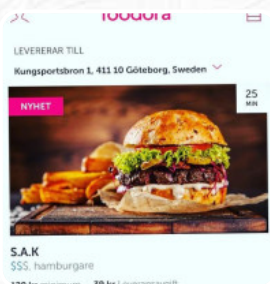 foodora
LEVERERAR TILL
Kungsportsbron 1, 411 10 Göteborg, Sweden
25
MIN
NYHET
S.A.K
$$$, hamburgare